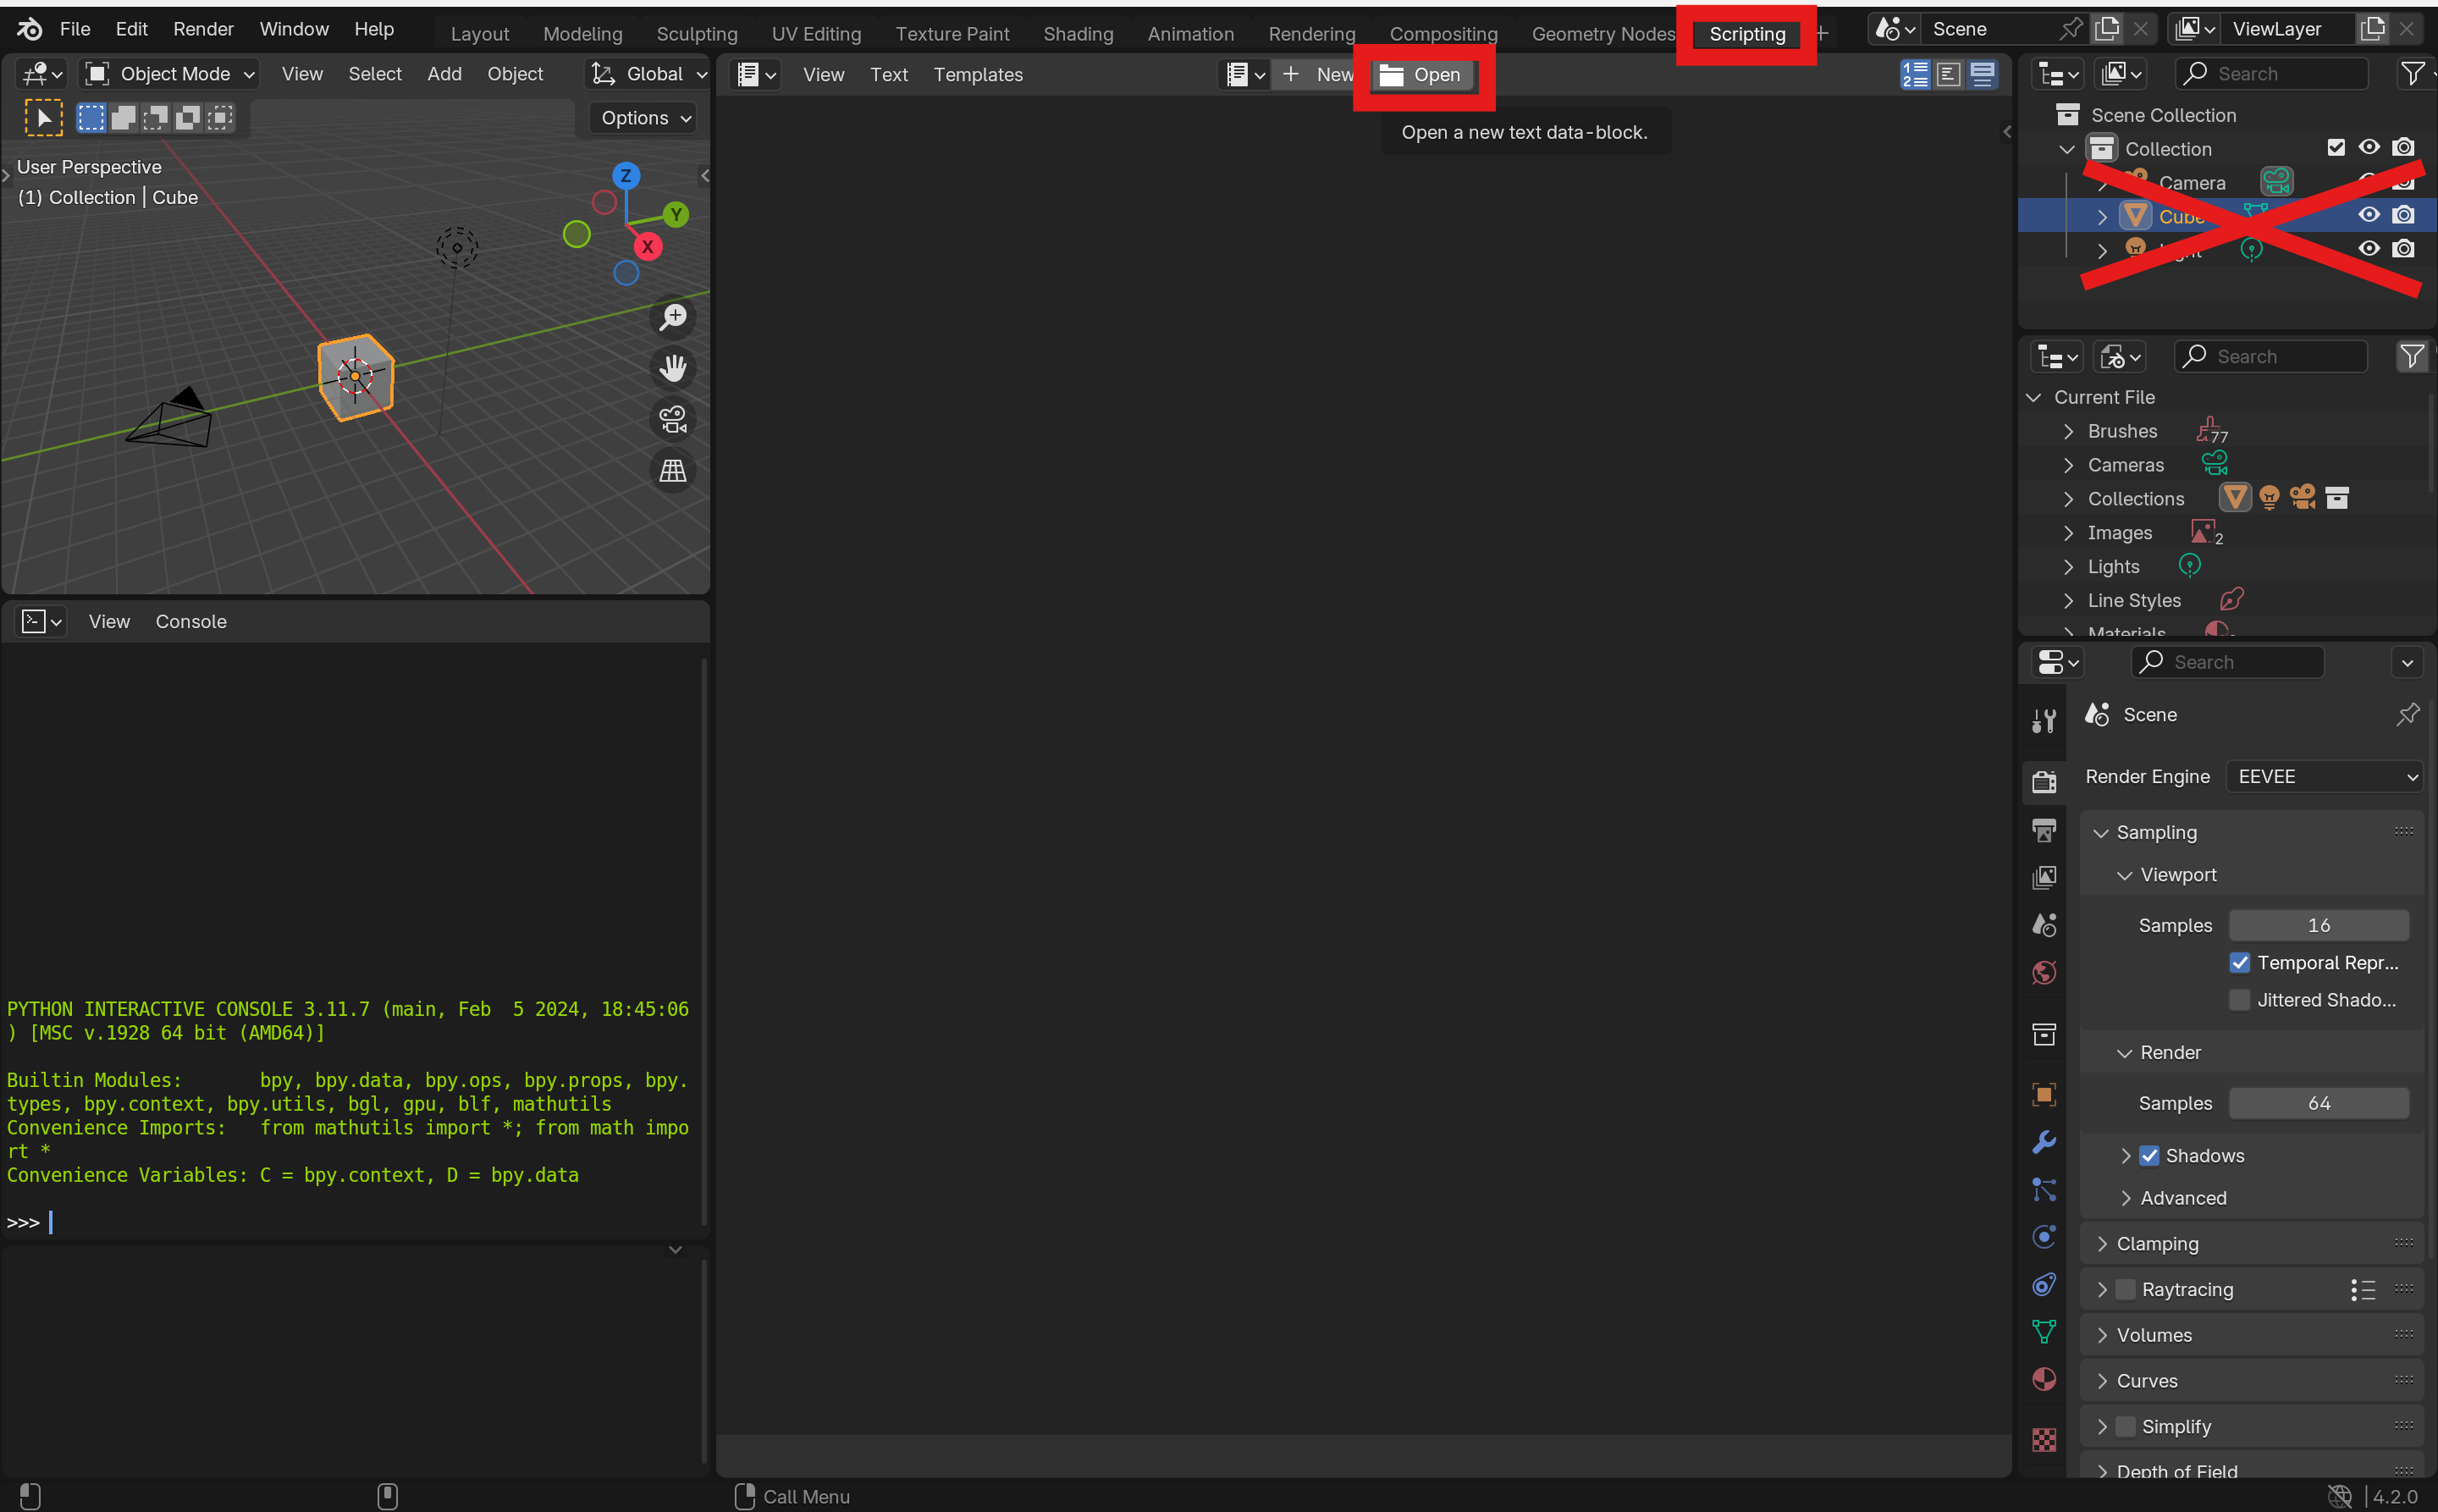 File Edit Render Window Help
Layout Modeling Sculpting UV Editing Texture Paint Shading Animation Rendering Compositing Geometry Nodes Scripting +
Scene
ViewLayer
Object Mode View Select Add Object Global
Options
User Perspective
(1) Collection | Cube
Z
Y
X
View Text Templates
+ New Open
Open a new text data-block.
Search
Scene Collection
Collection
Camera
Cube
Search
Current File
Brushes 77
Cameras
Collections
Images 2
Lights
Line Styles
Materials
View Console
PYTHON INTERACTIVE CONSOLE 3.11.7 (main, Feb  5 2024, 18:45:06
) [MSC v.1928 64 bit (AMD64)]
Builtin Modules:       bpy, bpy.data, bpy.ops, bpy.props, bpy.
types, bpy.context, bpy.utils, bgl, gpu, blf, mathutils
Convenience Imports:   from mathutils import *; from math impo
rt *
Convenience Variables: C = bpy.context, D = bpy.data
>>>
Search
Scene
Render Engine EEVEE
Sampling
Viewport
Samples 16
Temporal Repr...
Jittered Shado...
Render
Samples 64
Shadows
Advanced
Clamping
Raytracing
Volumes
Curves
Simplify
Depth of Field
Call Menu
4.2.0